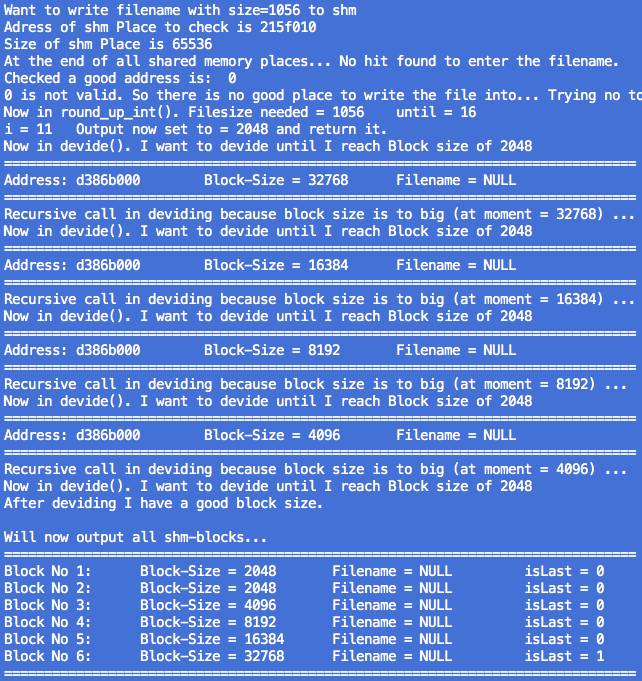 Want to write filename with size=1056 to shm
Adress of shm Place to check is 215f010
Size of shm Place is 65536
At the end of all shared memory places... No hit found to enter the filename.
Checked a good address is:  0
0 is not valid. So there is no good place to write the file into... Trying no to
Now in round_up_int(). Filesize needed = 1056    until = 16
i = 11   Output now set to = 2048 and return it.
Now in devide(). I want to devide until I reach Block size of 2048
===============================================================================
Address: d386b000        Block-Size = 32768      Filename = NULL
===============================================================================
Recursive call in deviding because block size is to big (at moment = 32768) ...
Now in devide(). I want to devide until I reach Block size of 2048
===============================================================================
Address: d386b000        Block-Size = 16384      Filename = NULL
===============================================================================
Recursive call in deviding because block size is to big (at moment = 16384) ...
Now in devide(). I want to devide until I reach Block size of 2048
===============================================================================
Address: d386b000        Block-Size = 8192       Filename = NULL
===============================================================================
Recursive call in deviding because block size is to big (at moment = 8192) ...
Now in devide(). I want to devide until I reach Block size of 2048
===============================================================================
Address: d386b000        Block-Size = 4096       Filename = NULL
===============================================================================
Recursive call in deviding because block size is to big (at moment = 4096) ...
Now in devide(). I want to devide until I reach Block size of 2048
After deviding I have a good block size.

Will now output all shm-blocks...
===============================================================================
Block No 1:      Block-Size = 2048       Filename = NULL         isLast = 0
Block No 2:      Block-Size = 2048       Filename = NULL         isLast = 0
Block No 3:      Block-Size = 4096       Filename = NULL         isLast = 0
Block No 4:      Block-Size = 8192       Filename = NULL         isLast = 0
Block No 5:      Block-Size = 16384      Filename = NULL         isLast = 0
Block No 6:      Block-Size = 32768      Filename = NULL         isLast = 1
===============================================================================